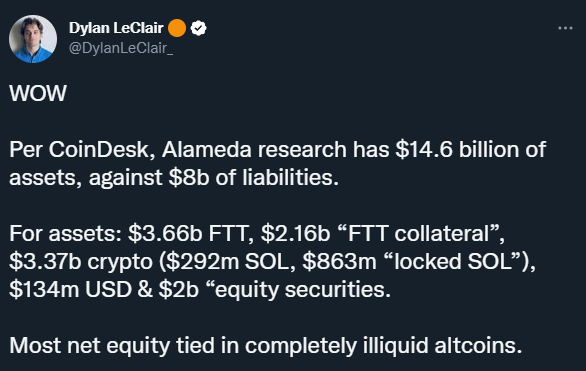 Dylan LeClair 🟠
@DylanLeClair_
WOW
Per CoinDesk, Alameda research has $14.6 billion of
assets, against $8b of liabilities.
For assets: $3.66b FTT, $2.16b “FTT collateral”,
$3.37b crypto ($292m SOL, $863m “locked SOL”),
$134m USD & $2b “equity securities.
Most net equity tied in completely illiquid altcoins.